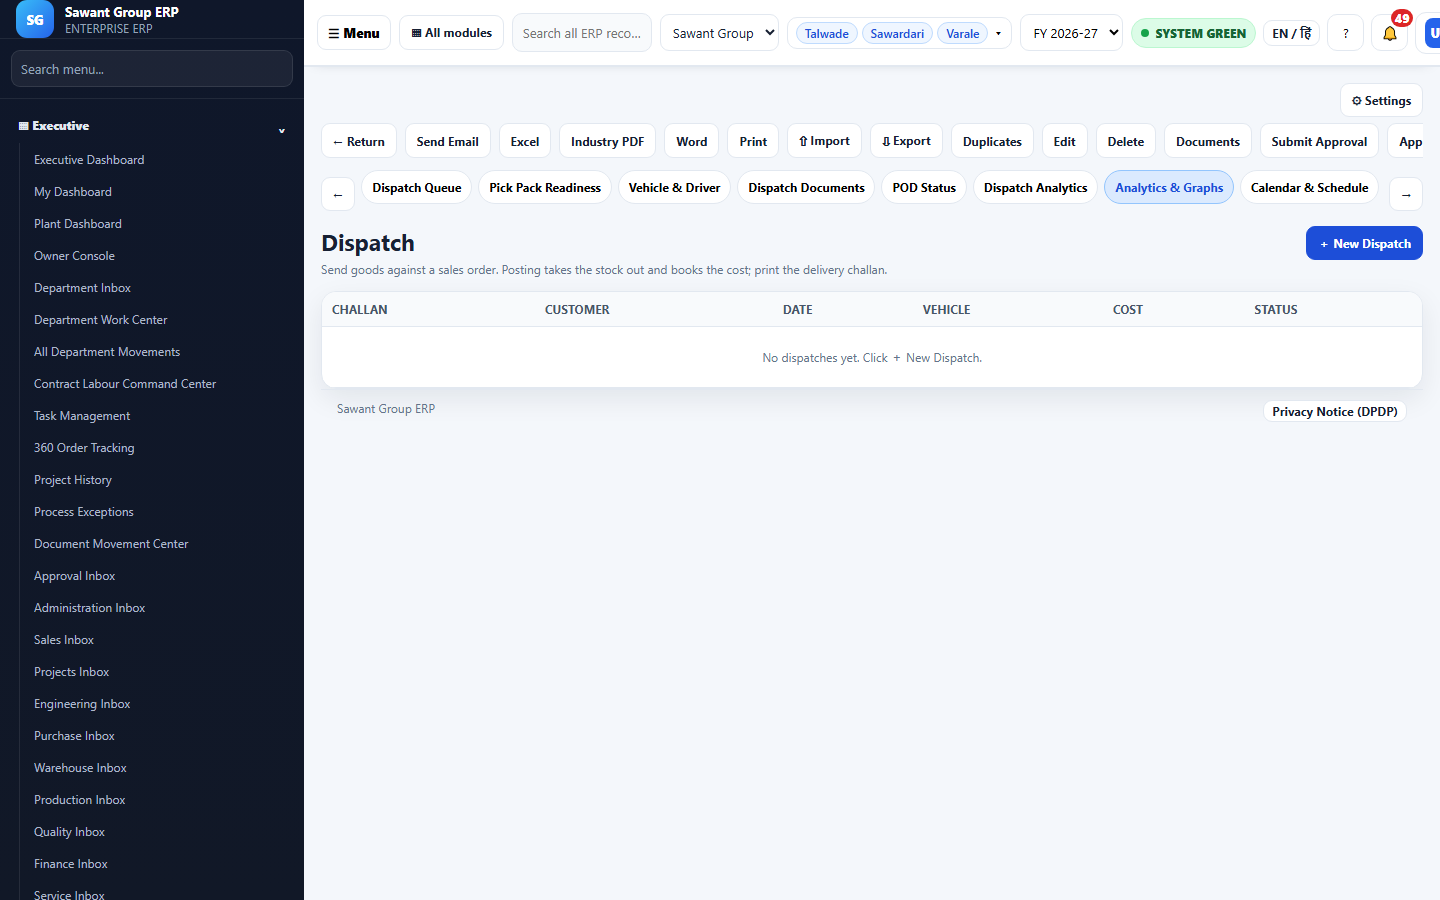 SG
Sawant Group ERP
ENTERPRISE ERP
Search menu...
Executive
Executive Dashboard
My Dashboard
Plant Dashboard
Owner Console
Department Inbox
Department Work Center
All Department Movements
Contract Labour Command Center
Task Management
360 Order Tracking
Project History
Process Exceptions
Document Movement Center
Approval Inbox
Administration Inbox
Sales Inbox
Projects Inbox
Engineering Inbox
Purchase Inbox
Warehouse Inbox
Production Inbox
Quality Inbox
Finance Inbox
Service Inbox
☰ Menu
All modules
Search all ERP reco...
Sawant Group
Talwade
Sawardari
Varale
FY 2026-27
SYSTEM GREEN
EN / हिं
?
49
U
⚙ Settings
← Return
Send Email
Excel
Industry PDF
Word
Print
⇧ Import
⇩ Export
Duplicates
Edit
Delete
Documents
Submit Approval
App
←
Dispatch Queue
Pick Pack Readiness
Vehicle & Driver
Dispatch Documents
POD Status
Dispatch Analytics
Analytics & Graphs
Calendar & Schedule
→
Dispatch
+ New Dispatch
Send goods against a sales order. Posting takes the stock out and books the cost; print the delivery challan.
CHALLAN CUSTOMER DATE VEHICLE COST STATUS
No dispatches yet. Click + New Dispatch.
Sawant Group ERP
Privacy Notice (DPDP)